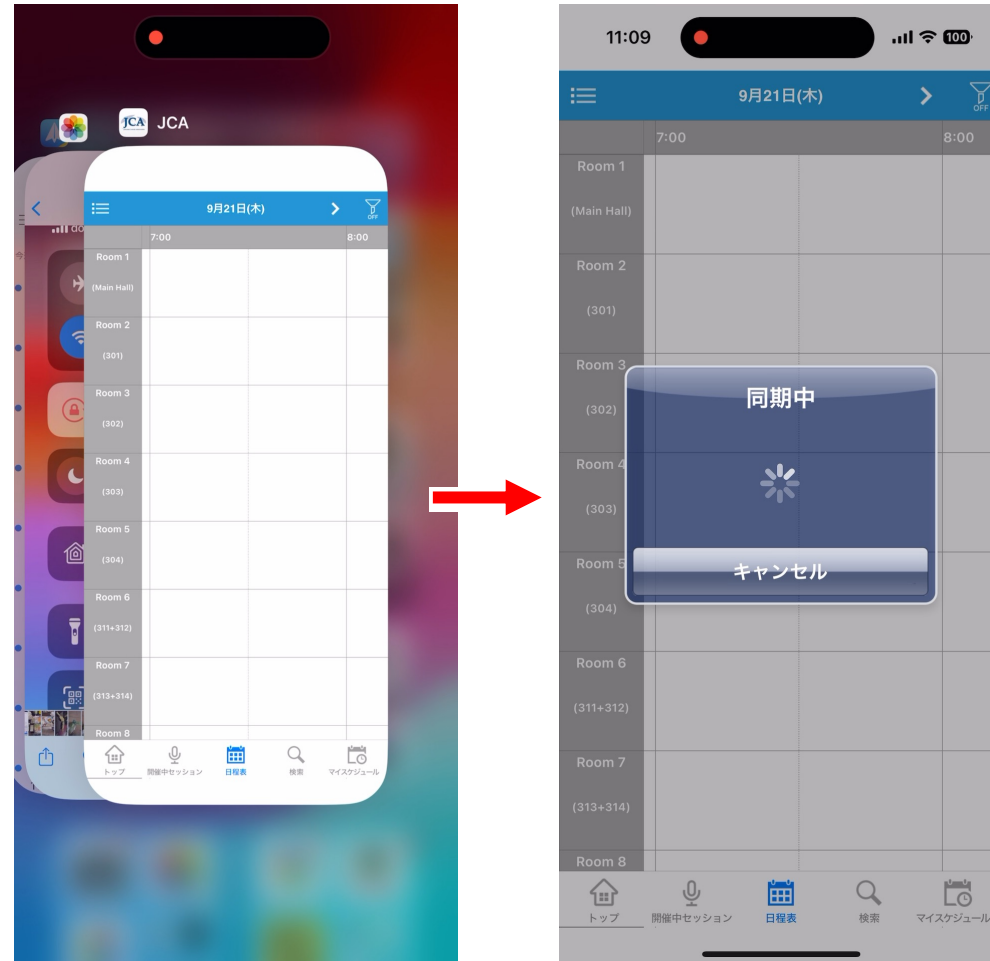 JCA
JCA
9月21日(木)
OFF
7:00
8:00
Room 1
(Main Hall)
Room 2
(301)
Room 3
(302)
Room 4
(303)
Room 5
(304)
Room 6
(311+312)
Room 7
(313+314)
Room 8
トップ
開催中セッション
日程表
検索
マイスケジュール
11:09
100
9月21日(木)
OFF
7:00
8:00
Room 1
(Main Hall)
Room 2
(301)
Room 3
(302)
Room 4
(303)
Room 5
(304)
Room 6
(311+312)
Room 7
(313+314)
Room 8
同期中
キャンセル
トップ
開催中セッション
日程表
検索
マイスケジュール